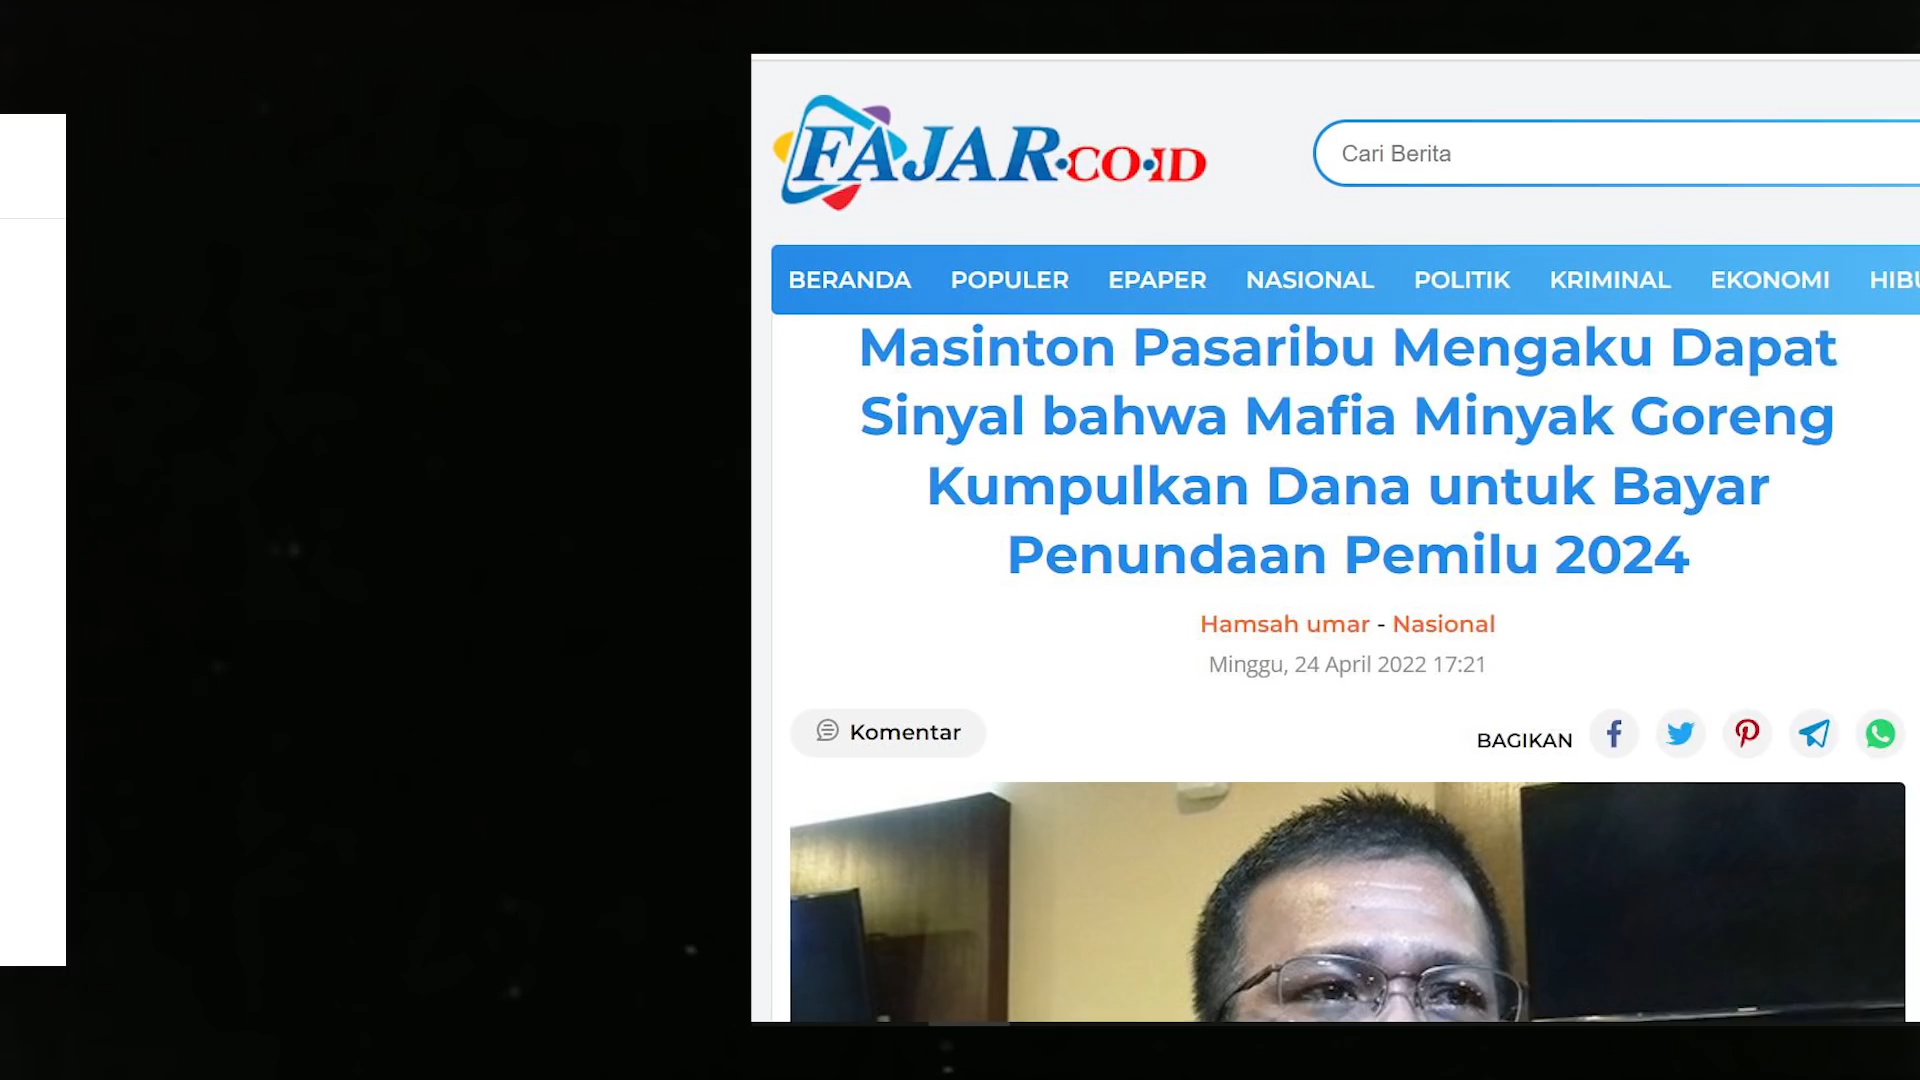 FAJAR.CO.ID
Cari Berita
BERANDA POPULER EPAPER NASIONAL POLITIK KRIMINAL EKONOMI
Masinton Pasaribu Mengaku Dapat
Sinyal bahwa Mafia Minyak Goreng
Kumpulkan Dana untuk Bayar
Penundaan Pemilu 2024
Hamsah umar - Nasional
Minggu, 24 April 2022 17:21
Komentar
BAGIKAN